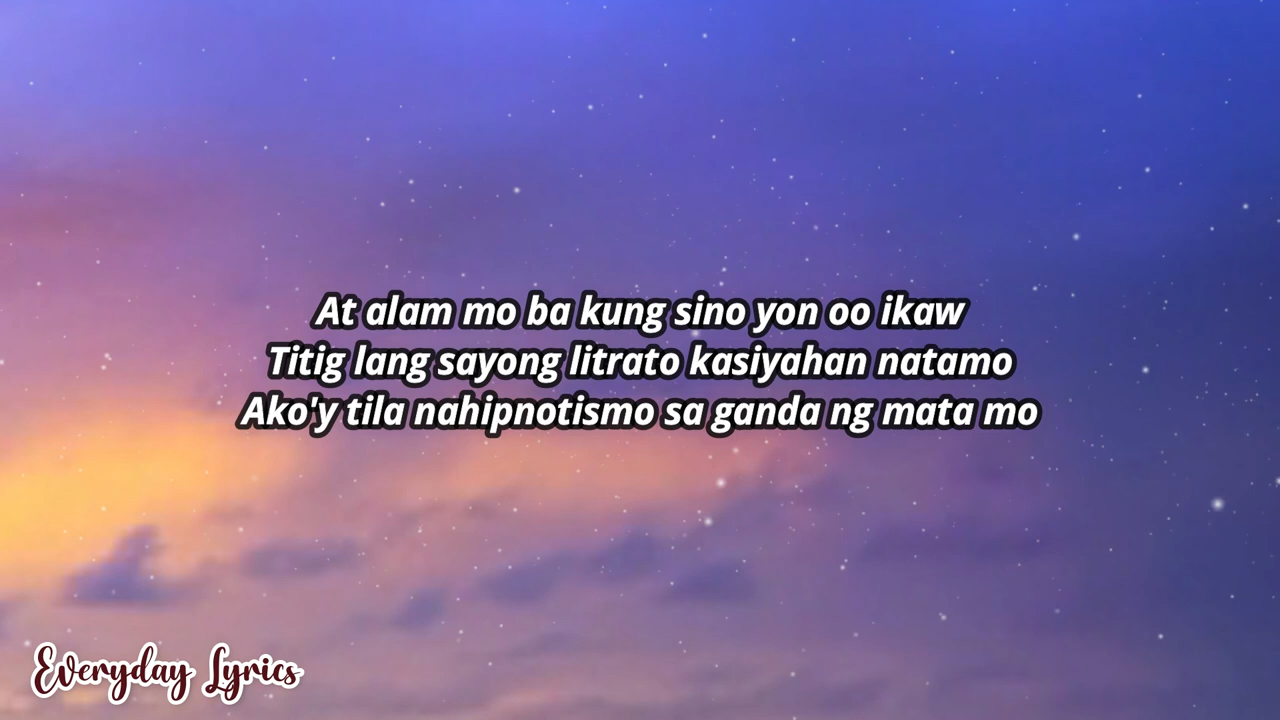 At alam mo ba kung sino yon oo ikaw
Titig lang sayong litrato kasiyahan natamo
Ako'y tila nahipnotismo sa ganda ng mata mo
Everyday Lyrics